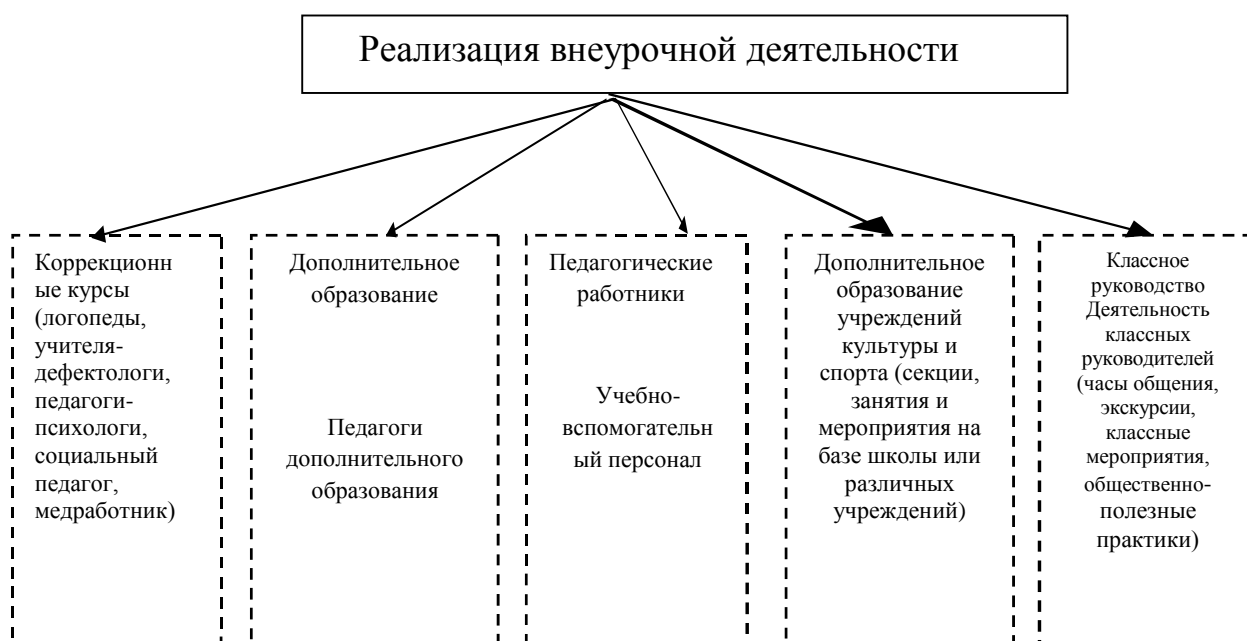 Реализация внеурочной деятельности
Коррекционн
ые курсы
(логопеды,
учителя-
дефектологи,
педагоги-
психологи,
социальный
педагог,
медработник)
Дополнительное
образование
Педагоги
дополнительного
образования
Педагогические
работники
Учебно-
вспомогательн
ый персонал
Дополнительное
образование
учреждений
культуры и
спорта (секции,
занятия и
мероприятия на
базе школы или
различных
учреждений)
Классное
руководство
Деятельность
классных
руководителей
(часы общения,
экскурсии,
классные
мероприятия,
общественно-
полезные
практики)